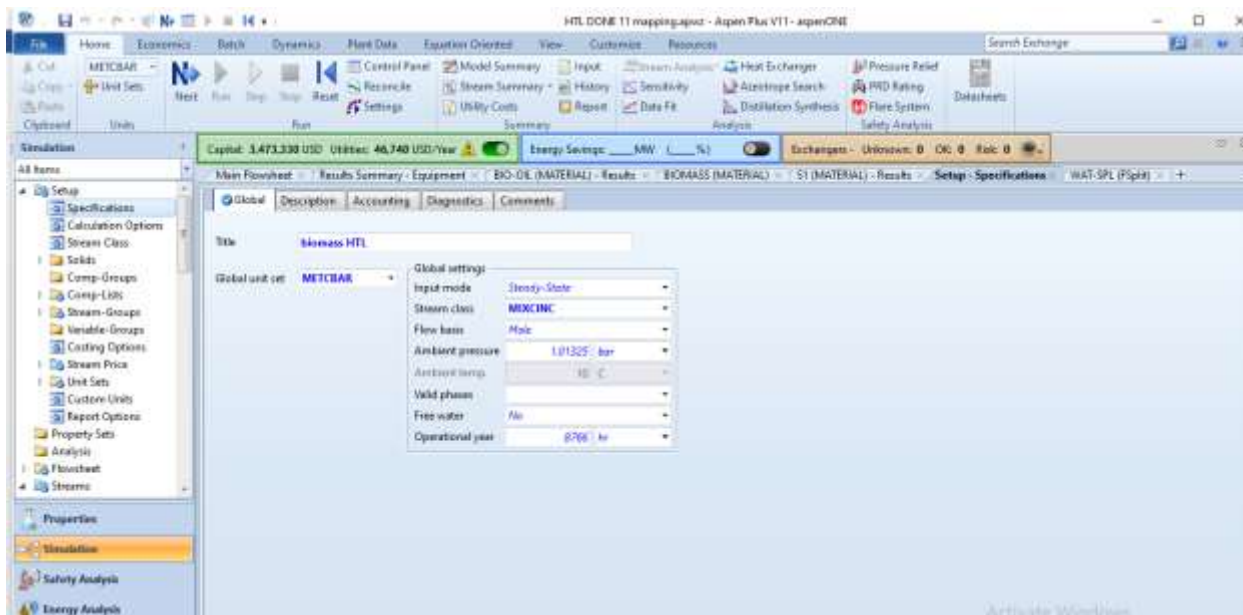 HTL DONE 11 mapping.apwz - Aspen Plus V11 - aspenONE
File Home Economics Batch Dynamics Plant Data Equation Oriented View Customize Resources Search Exchange
Cut METCBAR Control Panel Model Summary Input Stream Analysis Heat Exchanger Pressure Relief
Copy Unit Sets Next Run Step Stop Reset Reconcile Stream Summary History Sensitivity Azeotrope Search PRD Rating Datasheets
Paste Settings Utility Costs Report Data Fit Distillation Synthesis Flare System
Clipboard Units Run Summary Analysis Safety Analysis
Simulation Capital: 3,473,330 USD Utilities: 46,740 USD/Year Energy Savings: ____ MW (____%) Exchangers - Unknown: 0 OK: 0 Risk: 0
All Items Main Flowsheet Results Summary - Equipment BIO-OIL (MATERIAL) - Results BIOMASS (MATERIAL) S1 (MATERIAL) - Results Setup - Specifications WAT-SPL (FSplit) +
Setup
Specifications
Calculation Options
Stream Class
Solids
Comp-Groups
Comp-Lists
Stream-Groups
Variable-Groups
Costing Options
Stream Price
Unit Sets
Custom Units
Report Options
Property Sets
Analysis
Flowsheet
Streams
Properties
Simulation
Safety Analysis
Energy Analysis
Global Description Accounting Diagnostics Comments
Title biomass HTL
Global unit set METCBAR
Global settings
Input mode Steady-State
Stream class MIXCINC
Flow basis Mole
Ambient pressure 1.01325 bar
Ambient temp. 10 C
Valid phases
Free water No
Operational year 8766 hr
Activate Windows